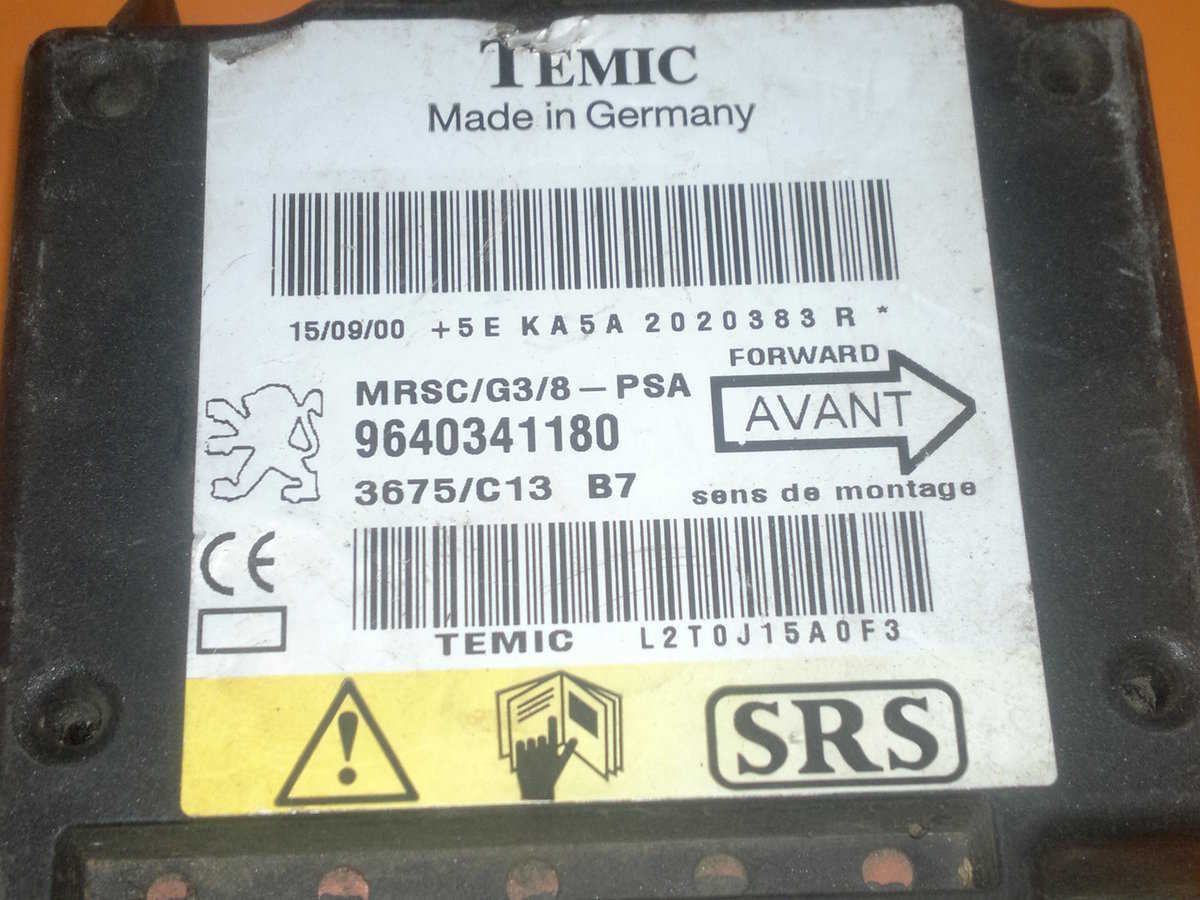 TEMIC
Made in Germany
15/09/00 +5E KA5A 2020383 R *
FORWARD
MRSC/G3/8-PSA
AVANT
9640341180
3675/C13 B7
sens de montage
CE
TEMIC L2T0J15A0F3
SRS